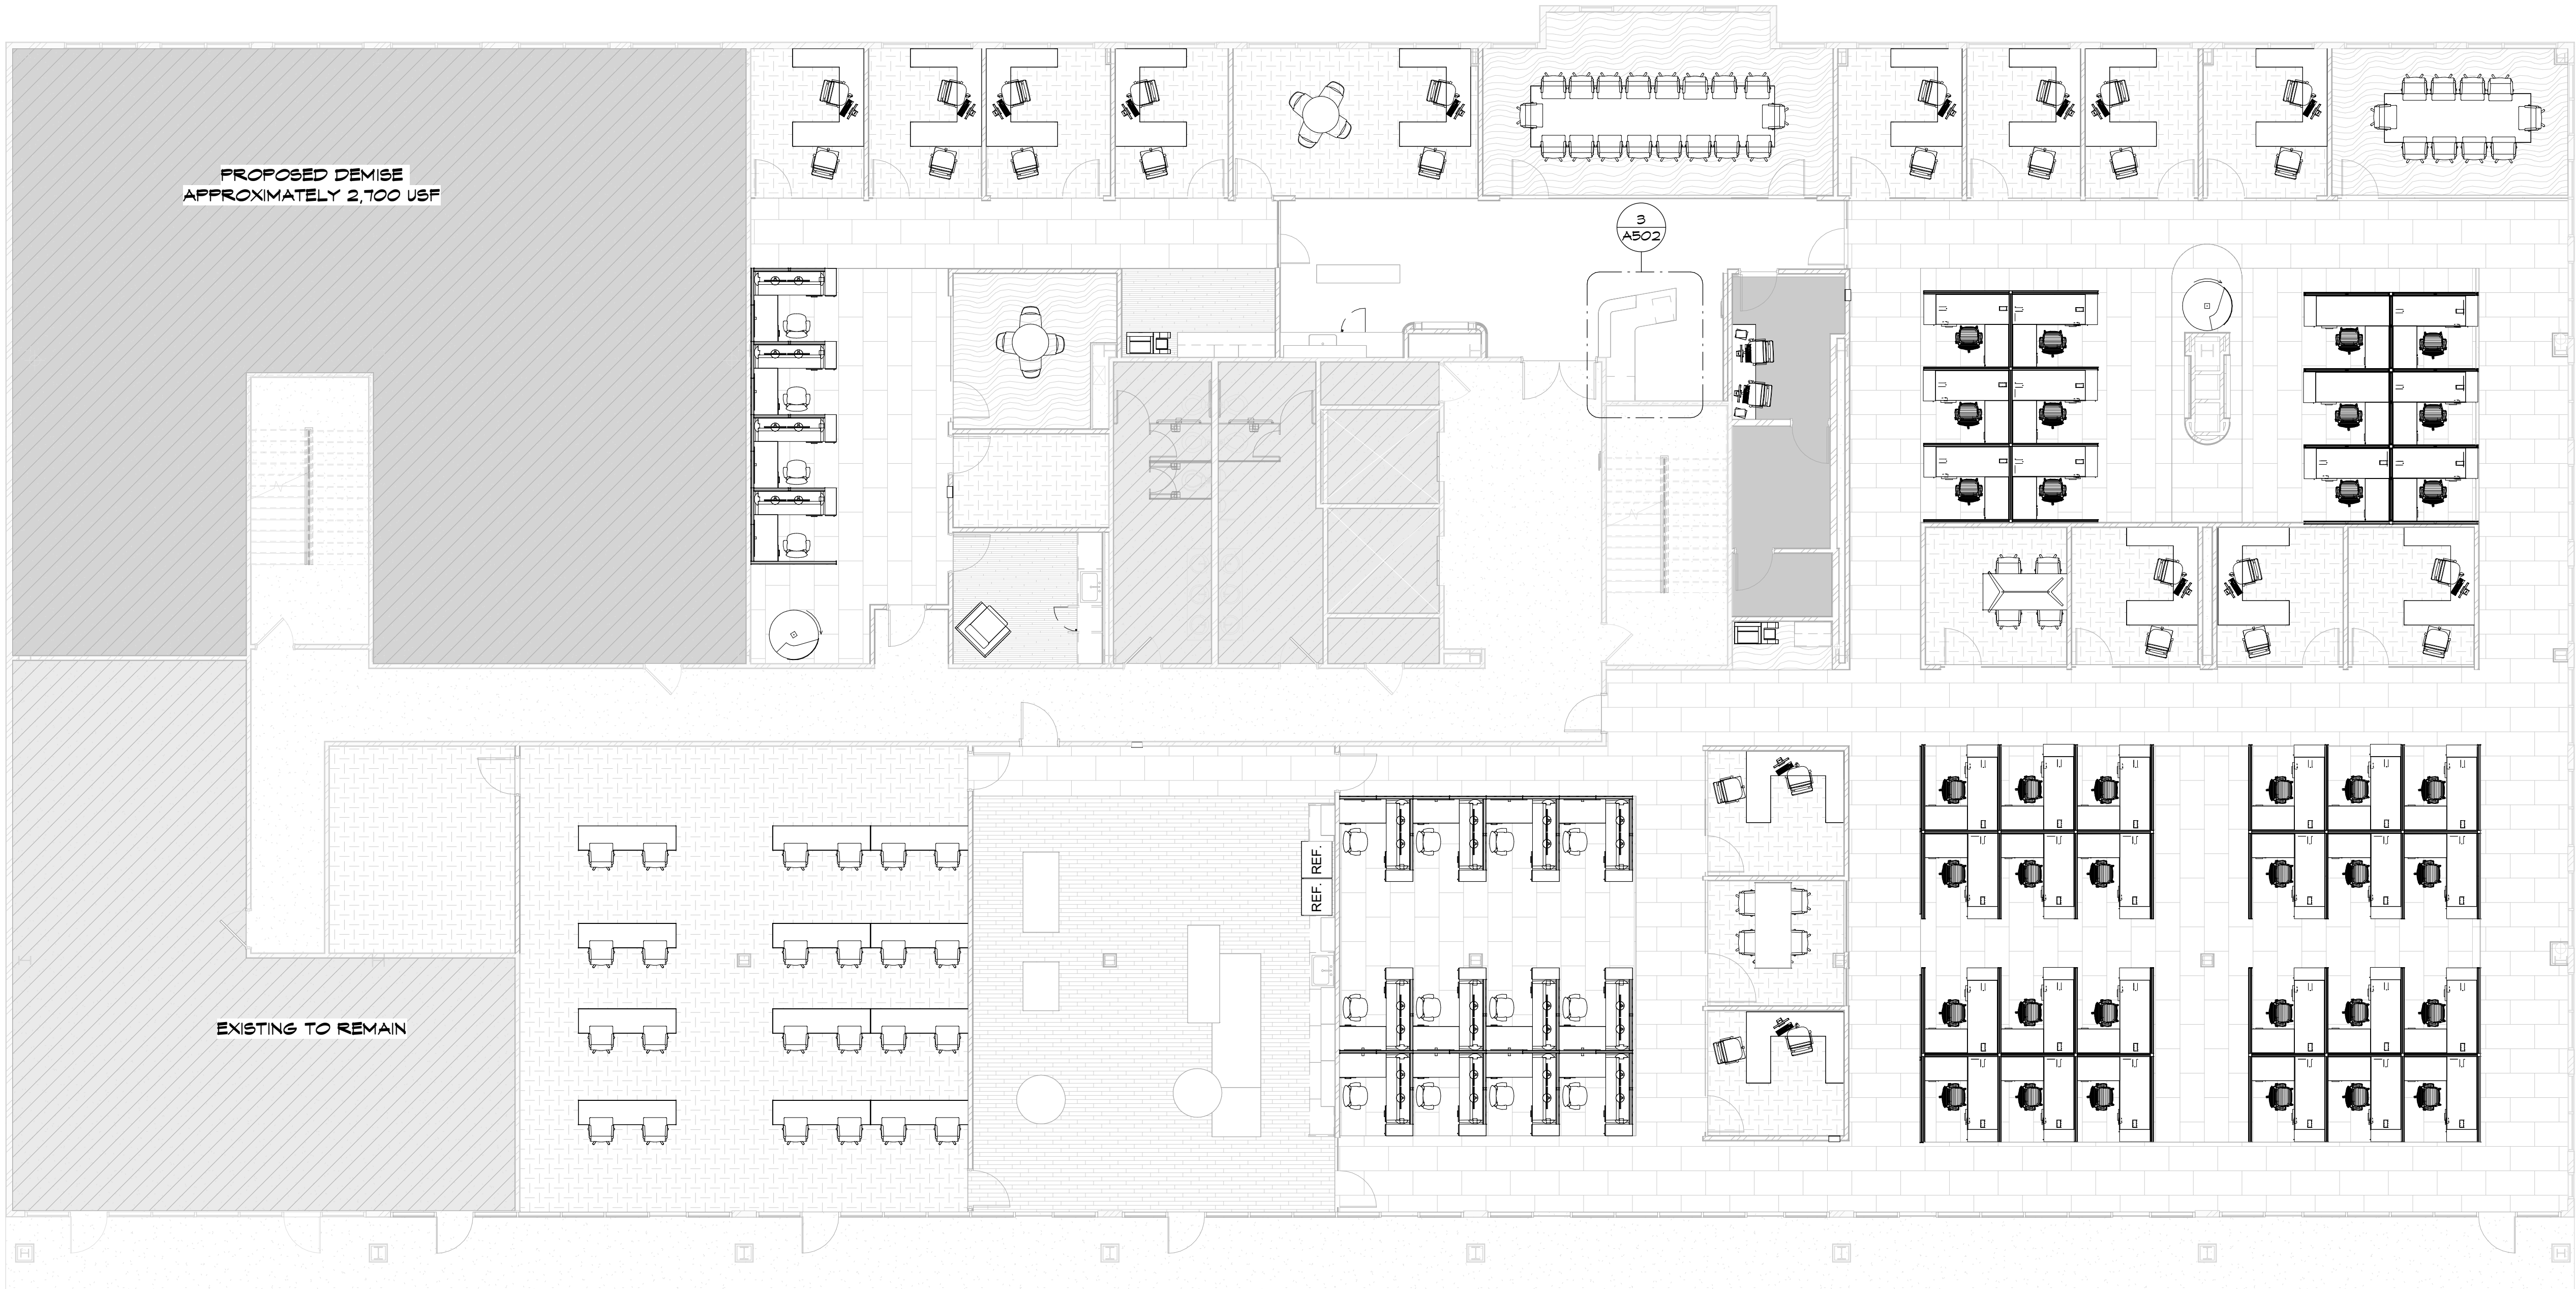 PROPOSED DEMISE
APPROXIMATELY 2,700 USF
3
A502
REF.
REF.
EXISTING TO REMAIN